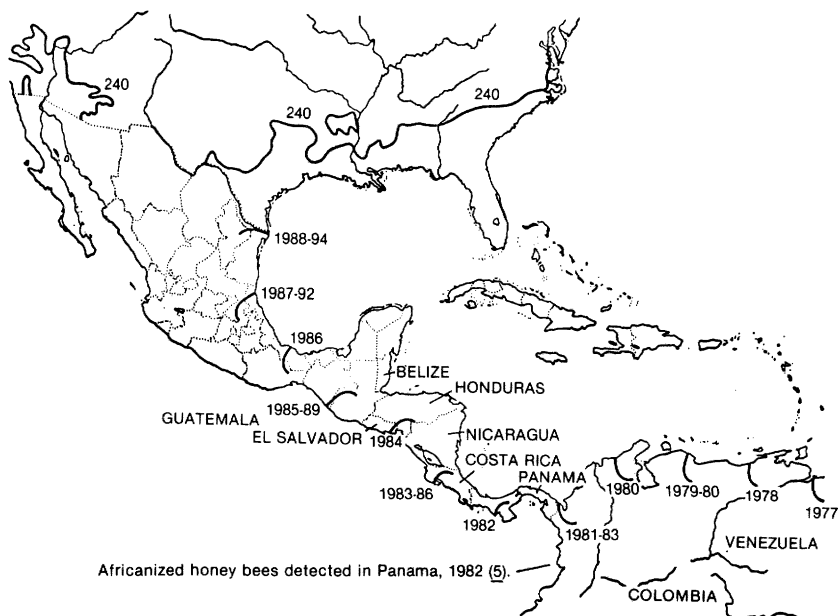 240
240
240
1988-94
1987-92
1986
BELIZE
HONDURAS
1985-89
GUATEMALA
EL SALVADOR
1984
NICARAGUA
COSTA RICA
PANAMA
1983-86
1982
1981-83
1980
1979-80
1978
1977
VENEZUELA
Africanized honey bees detected in Panama, 1982 (5).
COLOMBIA